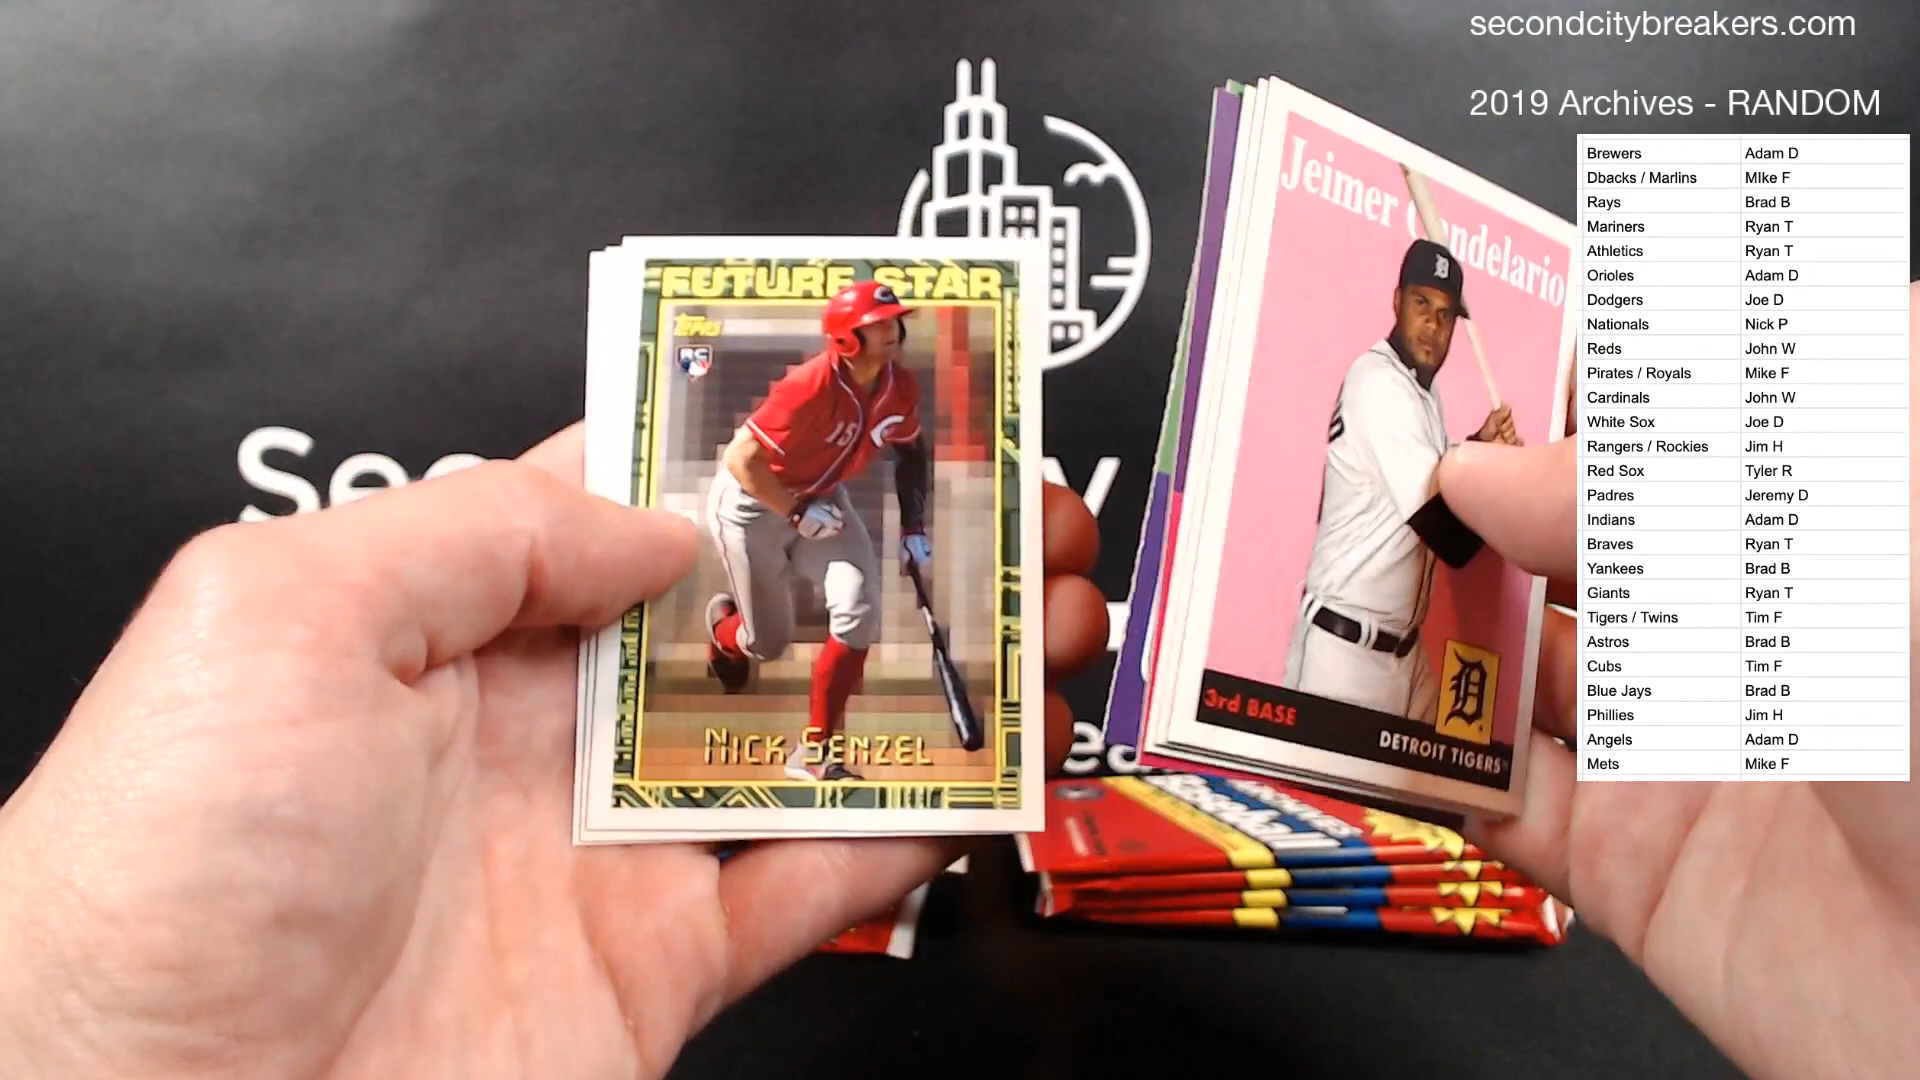 secondcitybreakers.com
2019 Archives - RANDOM
Brewers Adam D
Dbacks / Marlins MIke F
Rays Brad B
Mariners Ryan T
Athletics Ryan T
Orioles Adam D
Dodgers Joe D
Nationals Nick P
Reds John W
Pirates / Royals Mike F
Cardinals John W
White Sox Joe D
Rangers / Rockies Jim H
Red Sox Tyler R
Padres Jeremy D
Indians Adam D
Braves Ryan T
Yankees Brad B
Giants Ryan T
Tigers / Twins Tim F
Astros Brad B
Cubs Tim F
Blue Jays Brad B
Phillies Jim H
Angels Adam D
Mets Mike F
FUTURE STAR
Topps
RC
15
NICK SENZEL
Jeimer Candelario
D
3rd BASE
DETROIT TIGERS
Baseball